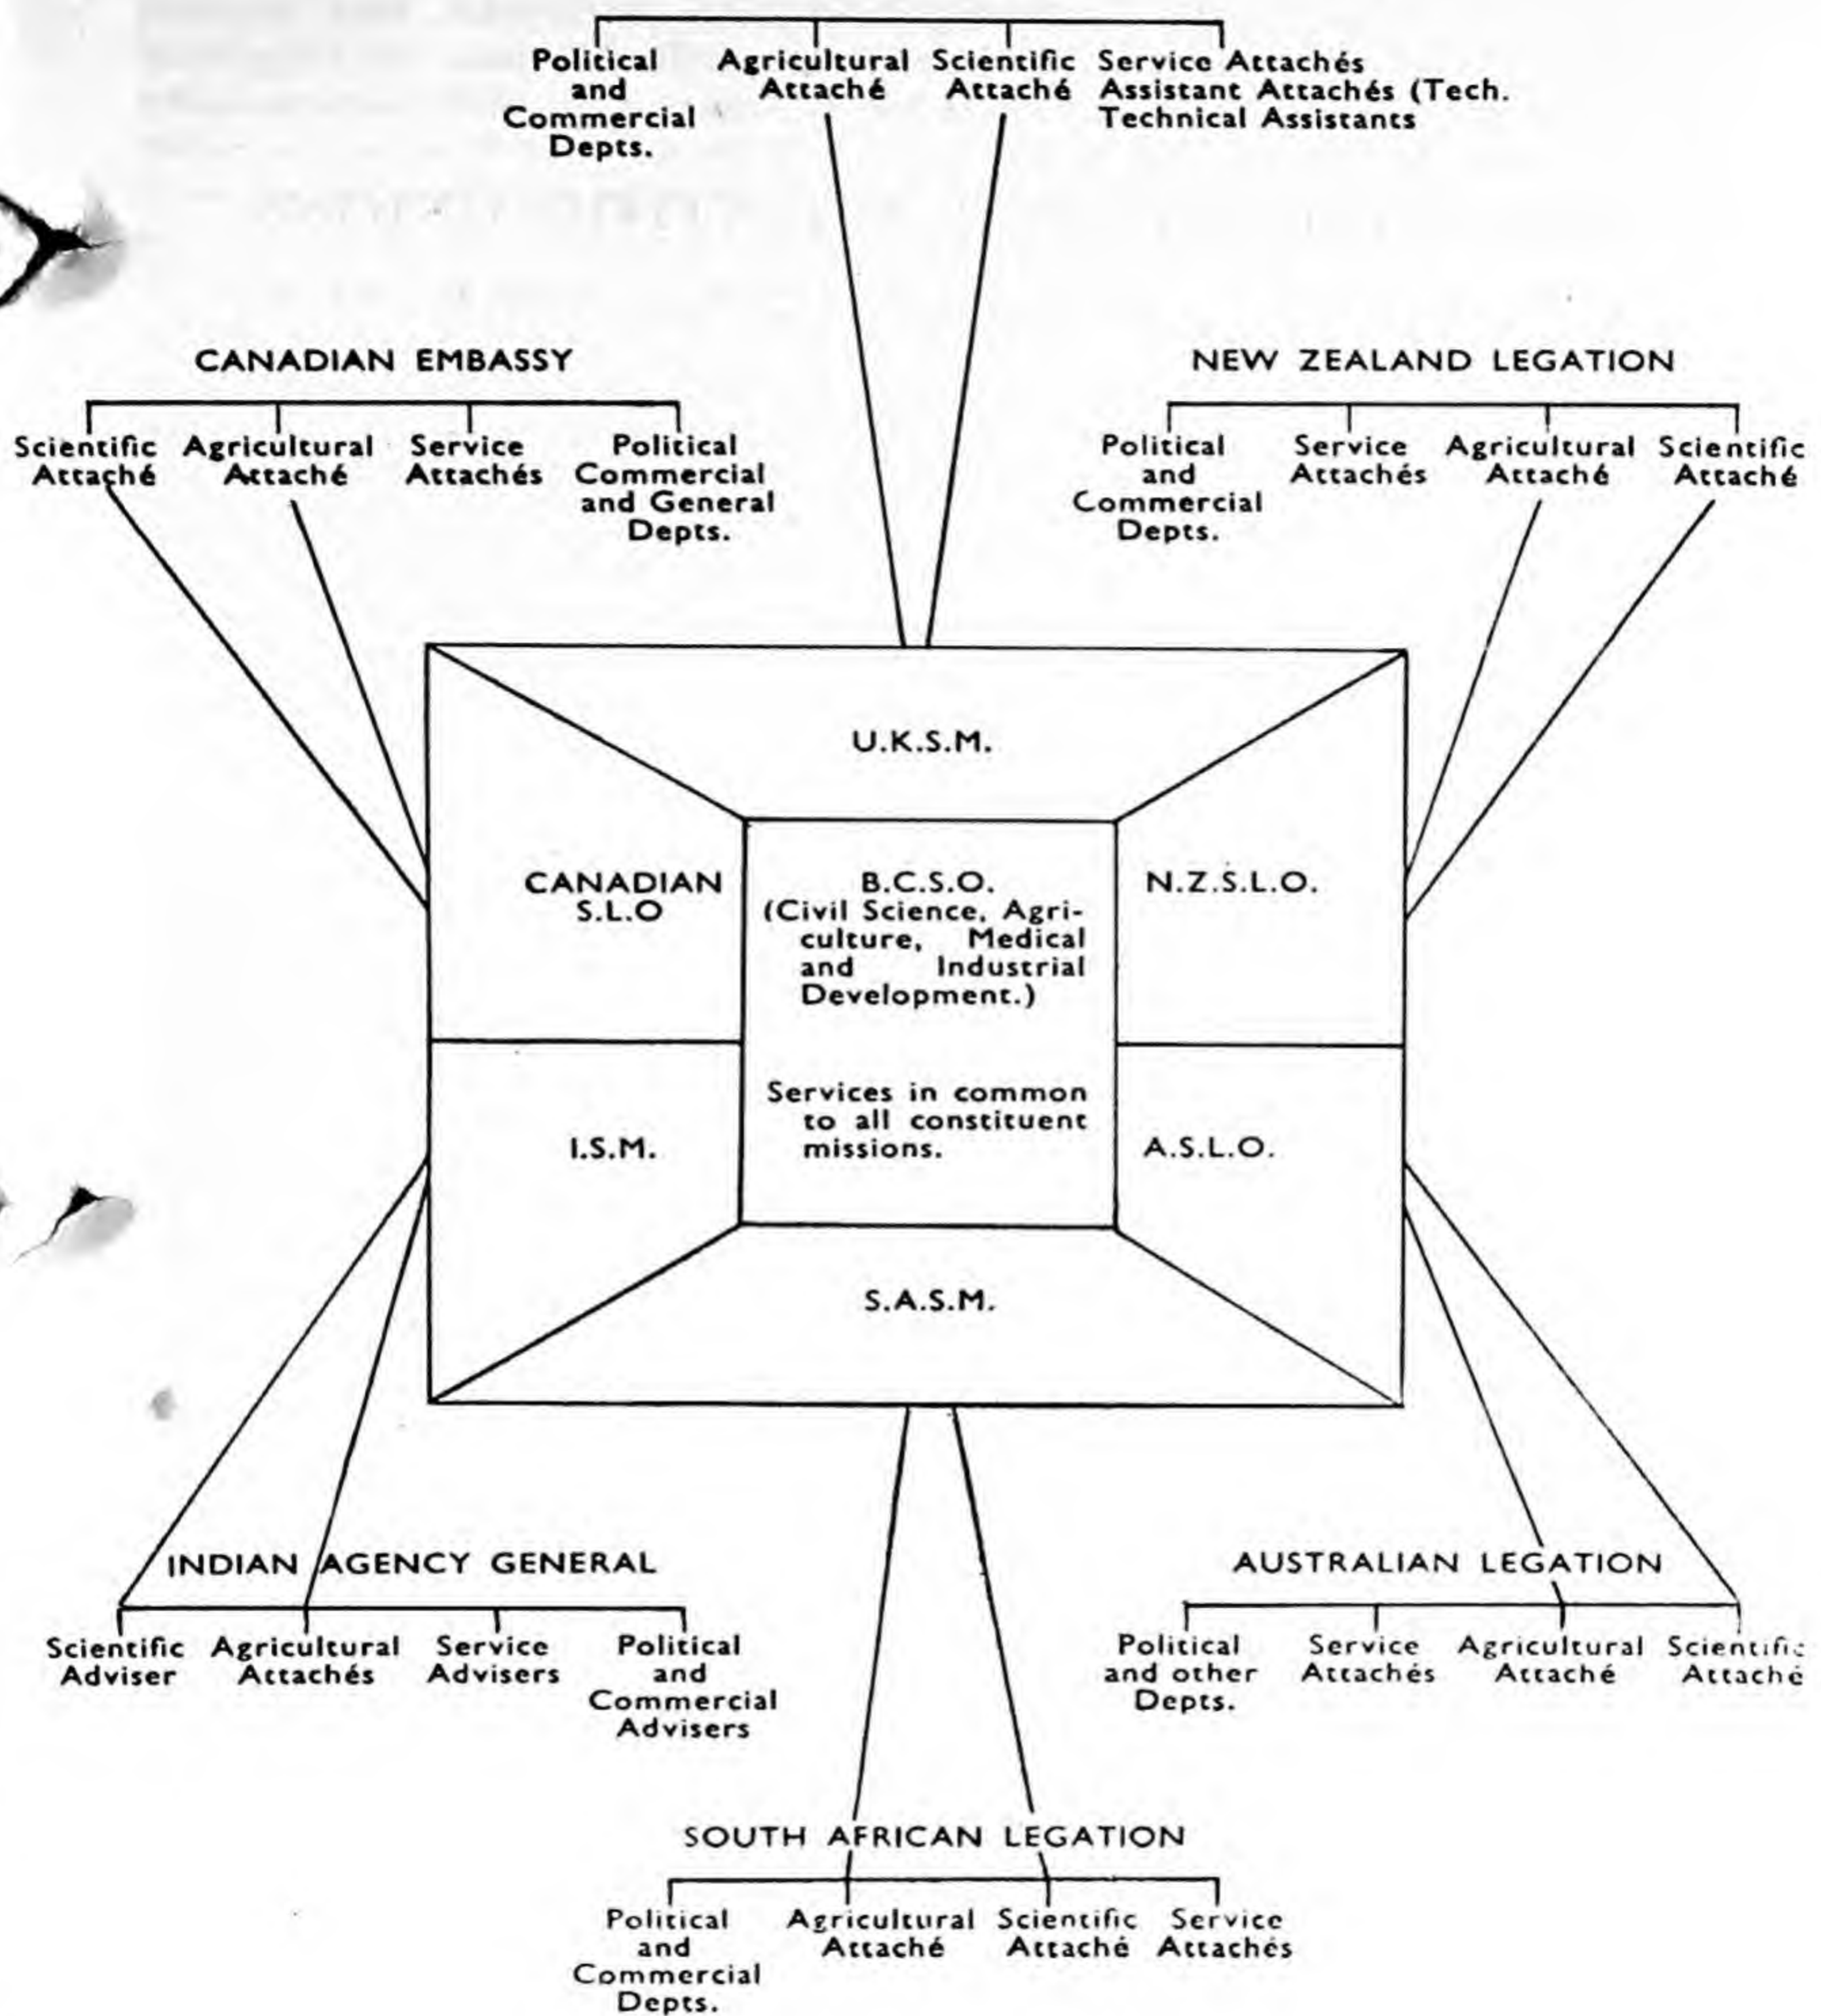 Political
and
Commercial
Depts.
Agricultural
Attaché
Scientific
Attaché
Service Attachés
Assistant Attachés (Tech.
Technical Assistants
CANADIAN EMBASSY
Scientific
Attaché
Agricultural
Attaché
Service
Attachés
Political
Commercial
and General
Depts.
NEW ZEALAND LEGATION
Political
and
Commercial
Depts.
Service
Attachés
Agricultural
Attaché
Scientific
Attaché
U.K.S.M.
CANADIAN
S.L.O
B.C.S.O.
(Civil Science, Agri-
culture, Medical
and Industrial
Development.)
Services in common
to all constituent
missions.
N.Z.S.L.O.
I.S.M.
A.S.L.O.
S.A.S.M.
INDIAN AGENCY GENERAL
Scientific
Adviser
Agricultural
Attachés
Service
Advisers
Political
and
Commercial
Advisers
AUSTRALIAN LEGATION
Political
and other
Depts.
Service
Attachés
Agricultural
Attaché
Scientific
Attaché
SOUTH AFRICAN LEGATION
Political
and
Commercial
Depts.
Agricultural
Attaché
Scientific
Attaché
Service
Attachés